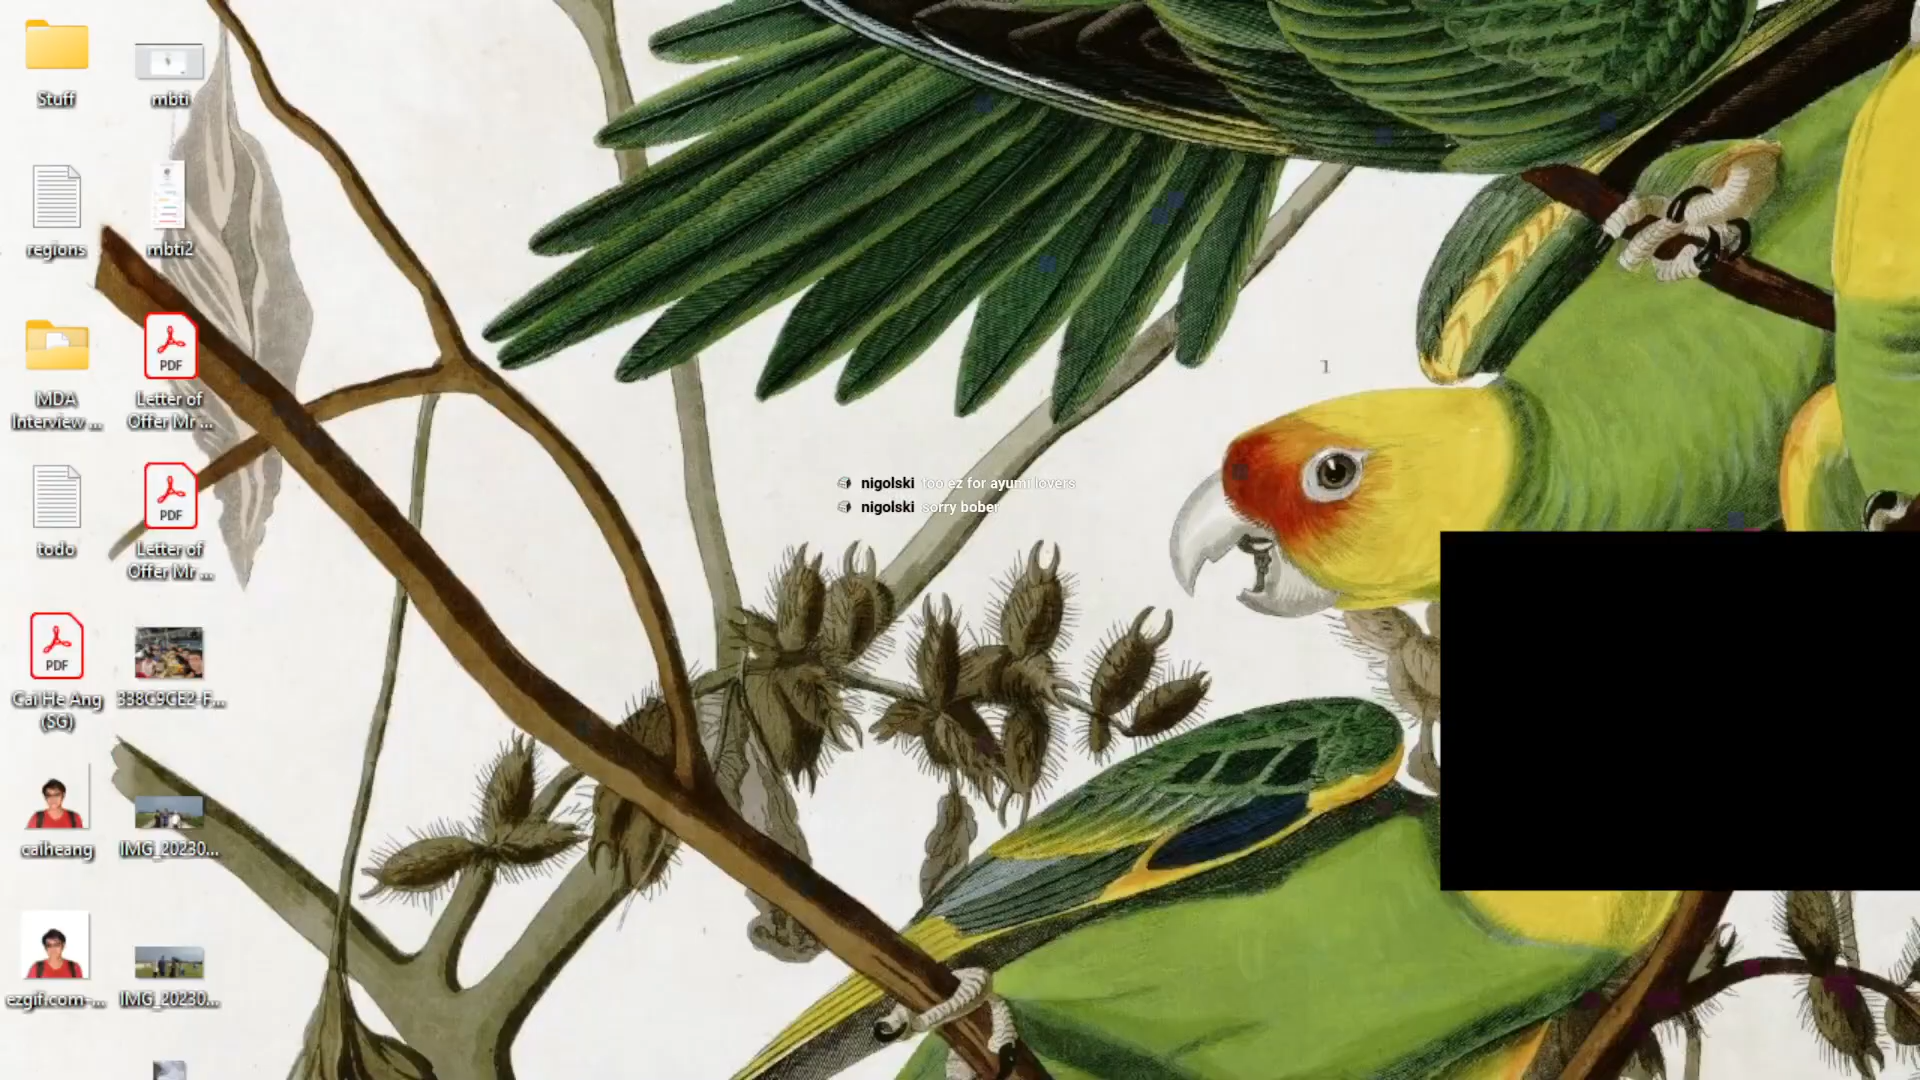 Stuff
mbti
regions
mbti2
MDA
Interview ...
PDF
Letter of
Offer Mr ...
todo
PDF
Letter of
Offer Mr ...
PDF
Cai He Ang
(SG)
338C9CE2-F...
caiheang
IMG_20230...
ezgif.com-...
IMG_20230...
1
nigolski too ez for ayumi lovers
nigolski sorry bober